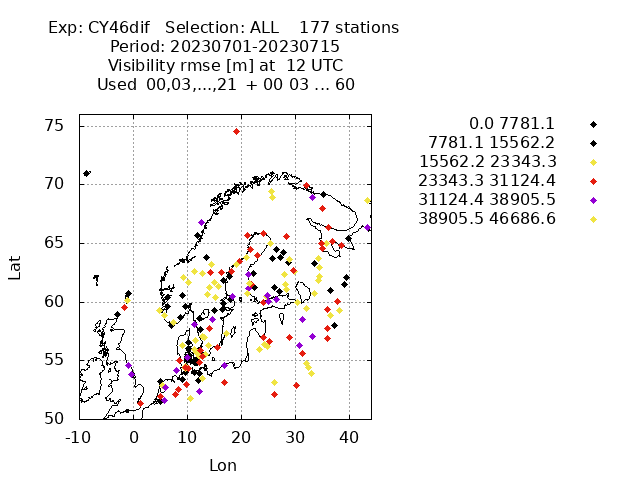 Exp: CY46dif   Selection: ALL    177 stations
Period: 20230701-20230715
Visibility rmse [m] at  12 UTC
Used  00,03,...,21  + 00 03 ... 60
0.0 7781.1
7781.1 15562.2
15562.2 23343.3
23343.3 31124.4
31124.4 38905.5
38905.5 46686.6
75
70
65
60
55
50
Lat
-10 0 10 20 30 40
Lon